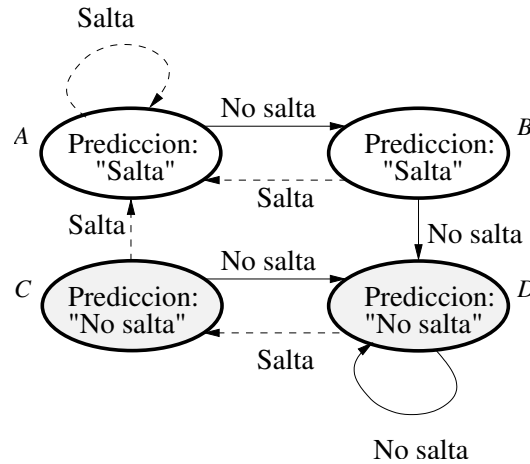 Salta
No salta
A
Prediccion:
"Salta"
B
Prediccion:
"Salta"
Salta
Salta
No salta
No salta
C
Prediccion:
"No salta"
D
Prediccion:
"No salta"
Salta
No salta